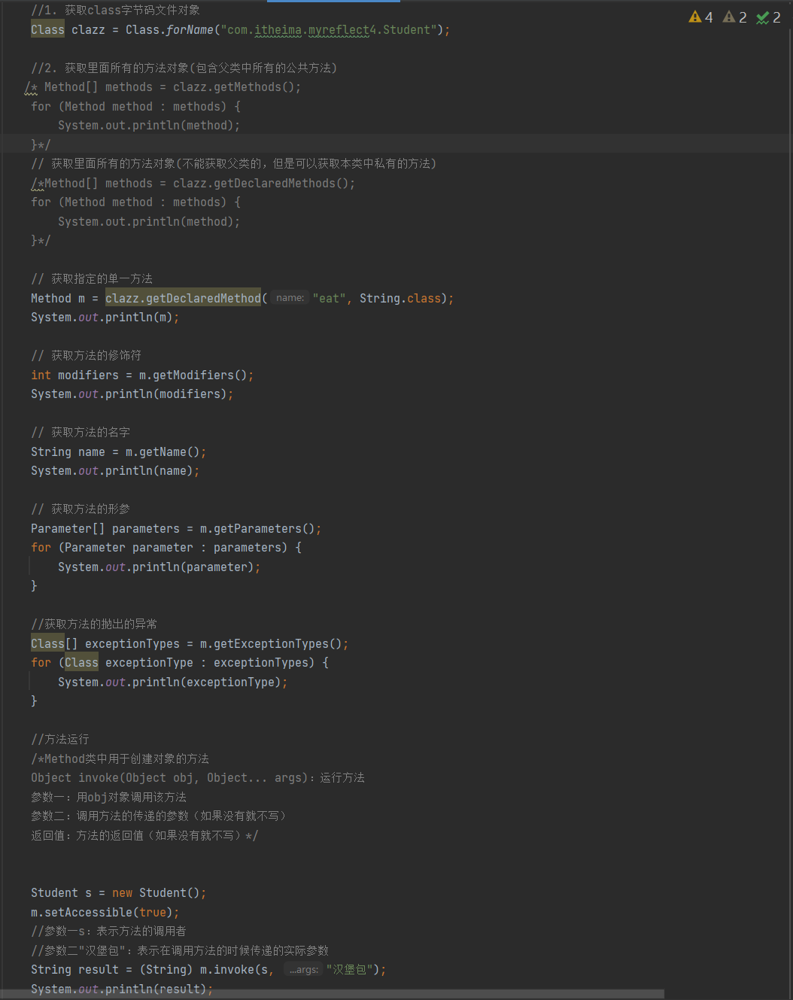 //1. 获取class字节码文件对象
4 2 2
Class clazz = Class.forName("com.itheima.myreflect4.Student");
//2. 获取里面所有的方法对象(包含父类中所有的公共方法)
/* Method[] methods = clazz.getMethods();
for (Method method : methods) {
System.out.println(method);
}*/
// 获取里面所有的方法对象(不能获取父类的，但是可以获取本类中私有的方法)
/*Method[] methods = clazz.getDeclaredMethods();
for (Method method : methods) {
System.out.println(method);
}*/
// 获取指定的单一方法
Method m = clazz.getDeclaredMethod( name: "eat", String.class);
System.out.println(m);
// 获取方法的修饰符
int modifiers = m.getModifiers();
System.out.println(modifiers);
// 获取方法的名字
String name = m.getName();
System.out.println(name);
// 获取方法的形参
Parameter[] parameters = m.getParameters();
for (Parameter parameter : parameters) {
System.out.println(parameter);
}
//获取方法的抛出的异常
Class[] exceptionTypes = m.getExceptionTypes();
for (Class exceptionType : exceptionTypes) {
System.out.println(exceptionType);
}
//方法运行
/*Method类中用于创建对象的方法
Object invoke(Object obj, Object... args)：运行方法
参数一：用obj对象调用该方法
参数二：调用方法的传递的参数（如果没有就不写）
返回值：方法的返回值（如果没有就不写）*/
Student s = new Student();
m.setAccessible(true);
//参数一s：表示方法的调用者
//参数二"汉堡包"：表示在调用方法的时候传递的实际参数
String result = (String) m.invoke(s, ...args: "汉堡包");
System.out.println(result);